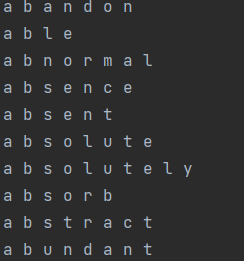 a b a n d o n
a b l e
a b n o r m a l
a b s e n c e
a b s e n t
a b s o l u t e
a b s o l u t e l y
a b s o r b
a b s t r a c t
a b u n d a n t